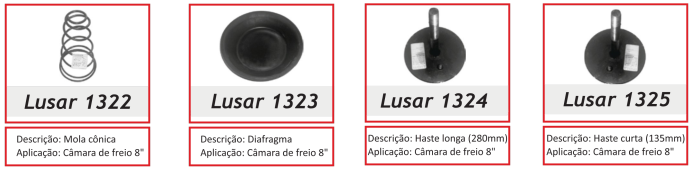 Lusar 1322
Descrição: Mola cônica
Aplicação: Câmara de freio 8"
Lusar 1323
Descrição: Diafragma
Aplicação: Câmara de freio 8"
Lusar 1324
Descrição: Haste longa (280mm)
Aplicação: Câmara de freio 8"
Lusar 1325
Descrição: Haste curta (135mm)
Aplicação: Câmara de freio 8"